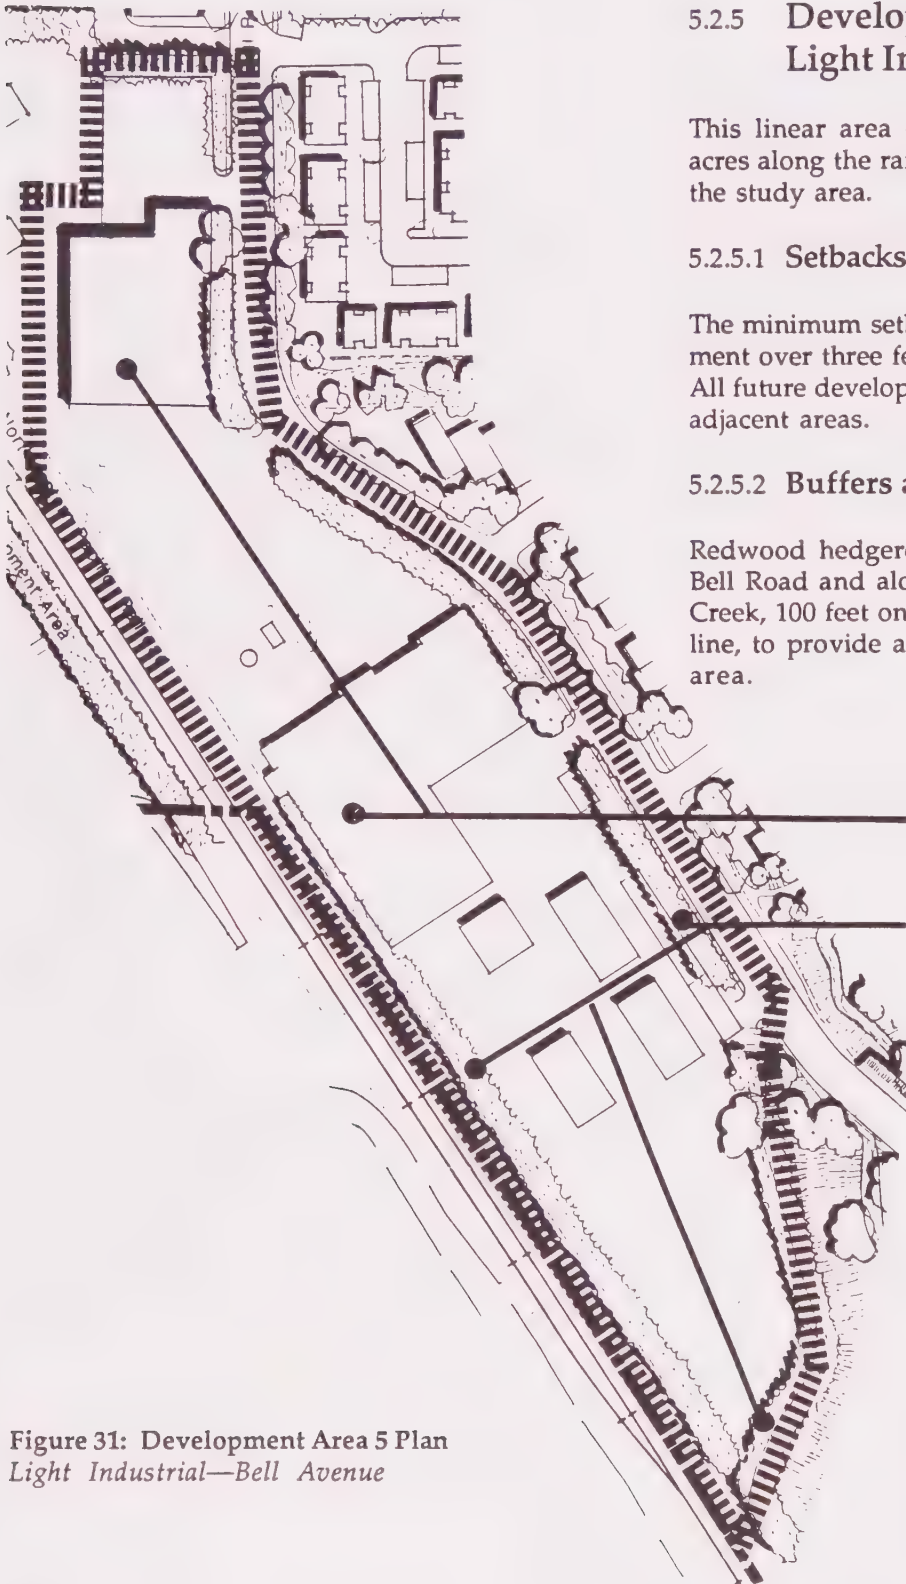 5.2.5 Develo
Light In
This linear area
acres along the ra
the study area.
5.2.5.1 Setbacks
The minimum set
ment over three fe
All future develop
adjacent areas.
5.2.5.2 Buffers a
Redwood hedger
Bell Road and alo
Creek, 100 feet on
line, to provide a
area.
ment Area
Figure 31: Development Area 5 Plan
Light Industrial—Bell Avenue